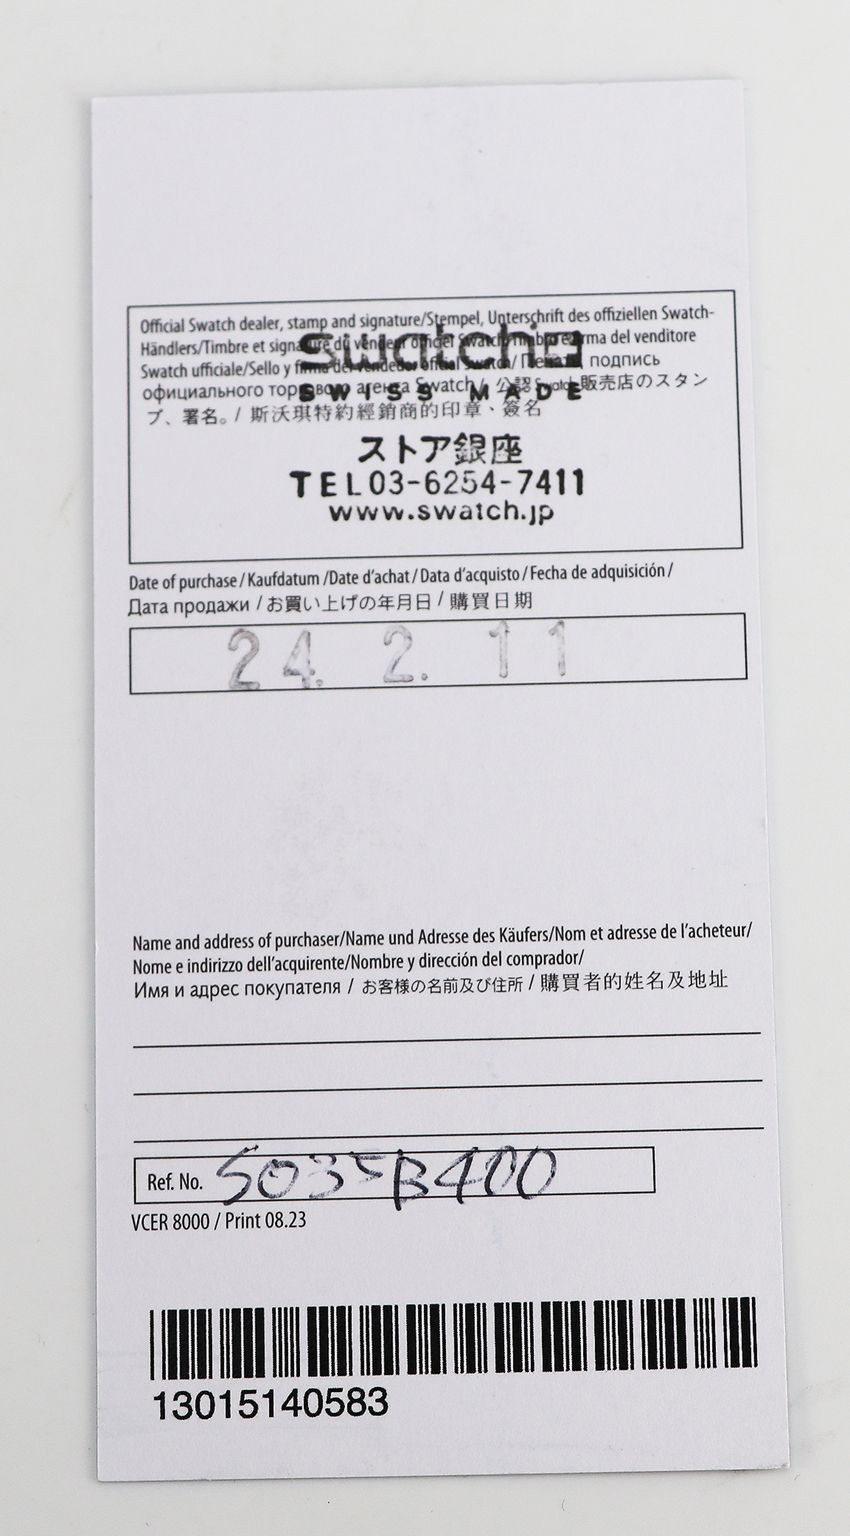 Official Swatch dealer, stamp and signature/Stempel, Unterschrift des offiziellen Swatch-
Händlers/Timbre et signature du vendeur officiel Swatch/Timbro e firma del venditore
Swatch ufficiale/Sello y firma del vendedor oficial Swatch/ Печать и подпись
официального торгового агента Swatch / 公認Swatch販売店のスタン
プ、署名。/ 斯沃琪特約經銷商的印章、簽名
swatch
SWISS MADE
ストア銀座
TEL03-6254-7411
www.swatch.jp
Date of purchase / Kaufdatum /Date d'achat / Data d'acquisto / Fecha de adquisición /
Дата продажи / お買い上げの年月日 / 購買日期
24. 2. 11
Name and address of purchaser/Name und Adresse des Käufers/Nom et adresse de l'acheteur/
Nome e indirizzo dell'acquirente/Nombre y dirección del comprador/
Имя и адрес покупателя / お客様の名前及び住所 / 購買者的姓名及地址
Ref. No. SO35B400
VCER 8000 / Print 08.23
13015140583